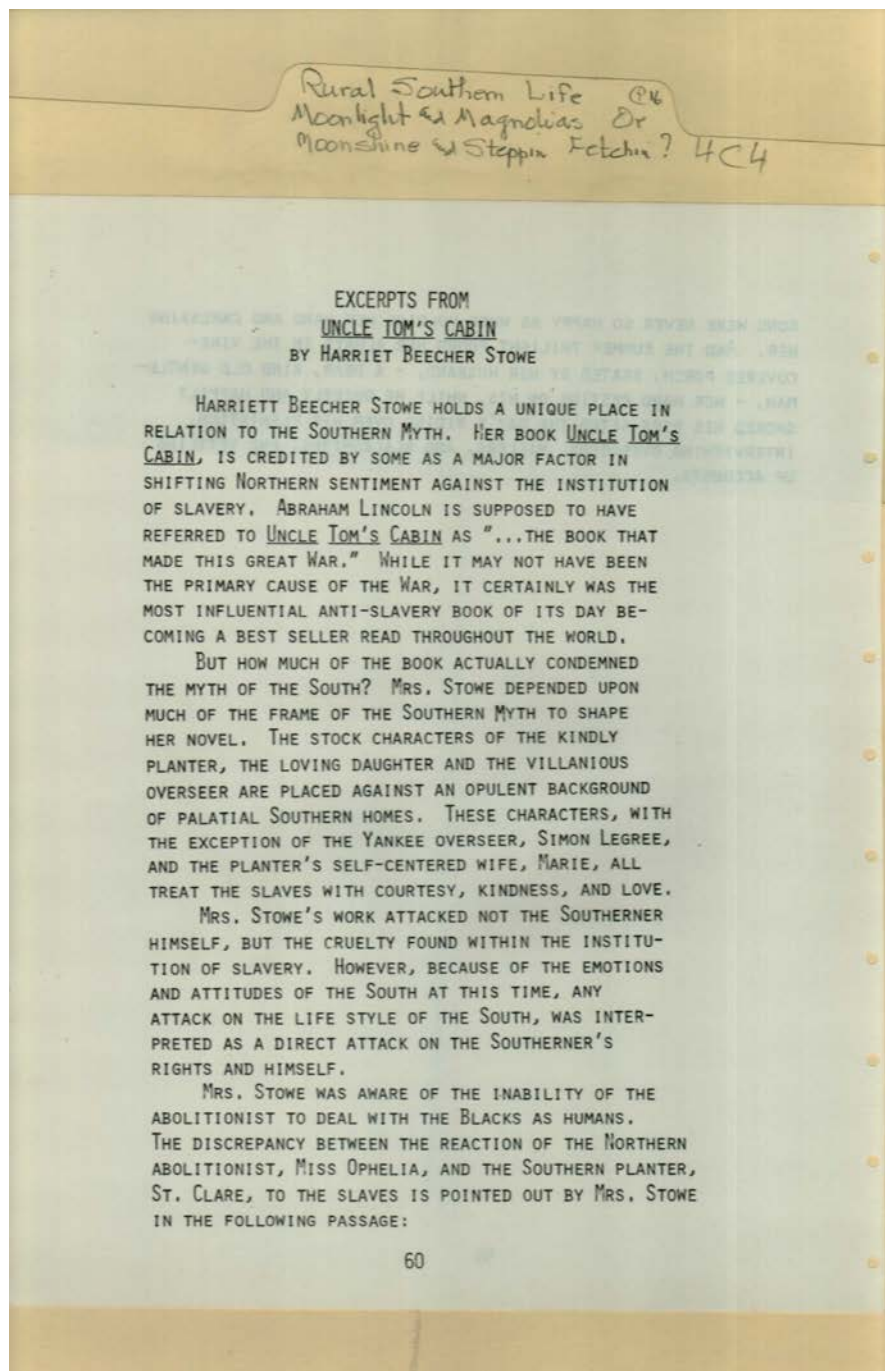 Rural Southern Life
Moonlight & Magnolias Or
Moonshine & Steppin Fetchin? 4C4
EXCERPTS FROM
UNCLE TOM'S CABIN
BY HARRIET BEECHER STOWE
HARRIETT BEECHER STOWE HOLDS A UNIQUE PLACE IN
RELATION TO THE SOUTHERN MYTH. HER BOOK UNCLE TOM'S
CABIN, IS CREDITED BY SOME AS A MAJOR FACTOR IN
SHIFTING NORTHERN SENTIMENT AGAINST THE INSTITUTION
OF SLAVERY. ABRAHAM LINCOLN IS SUPPOSED TO HAVE
REFERRED TO UNCLE TOM'S CABIN AS "...THE BOOK THAT
MADE THIS GREAT WAR." WHILE IT MAY NOT HAVE BEEN
THE PRIMARY CAUSE OF THE WAR, IT CERTAINLY WAS THE
MOST INFLUENTIAL ANTI-SLAVERY BOOK OF ITS DAY BE-
COMING A BEST SELLER READ THROUGHOUT THE WORLD.
BUT HOW MUCH OF THE BOOK ACTUALLY CONDEMNED
THE MYTH OF THE SOUTH? MRS. STOWE DEPENDED UPON
MUCH OF THE FRAME OF THE SOUTHERN MYTH TO SHAPE
HER NOVEL. THE STOCK CHARACTERS OF THE KINDLY
PLANTER, THE LOVING DAUGHTER AND THE VILLANIOUS
OVERSEER ARE PLACED AGAINST AN OPULENT BACKGROUND
OF PALATIAL SOUTHERN HOMES. THESE CHARACTERS, WITH
THE EXCEPTION OF THE YANKEE OVERSEER, SIMON LEGREE,
AND THE PLANTER'S SELF-CENTERED WIFE, MARIE, ALL
TREAT THE SLAVES WITH COURTESY, KINDNESS, AND LOVE.
MRS. STOWE'S WORK ATTACKED NOT THE SOUTHERNER
HIMSELF, BUT THE CRUELTY FOUND WITHIN THE INSTITU-
TION OF SLAVERY. HOWEVER, BECAUSE OF THE EMOTIONS
AND ATTITUDES OF THE SOUTH AT THIS TIME, ANY
ATTACK ON THE LIFE STYLE OF THE SOUTH, WAS INTER-
PRETED AS A DIRECT ATTACK ON THE SOUTHERNER'S
RIGHTS AND HIMSELF.
MRS. STOWE WAS AWARE OF THE INABILITY OF THE
ABOLITIONIST TO DEAL WITH THE BLACKS AS HUMANS.
THE DISCREPANCY BETWEEN THE REACTION OF THE NORTHERN
ABOLITIONIST, MISS OPHELIA, AND THE SOUTHERN PLANTER,
ST. CLARE, TO THE SLAVES IS POINTED OUT BY MRS. STOWE
IN THE FOLLOWING PASSAGE:
60